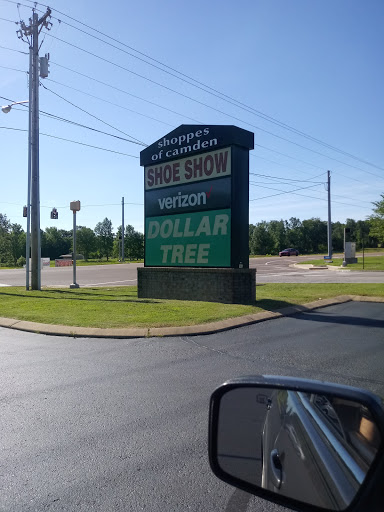 shoppes
of camden
SHOE SHOW
verizon
DOLLAR
TREE